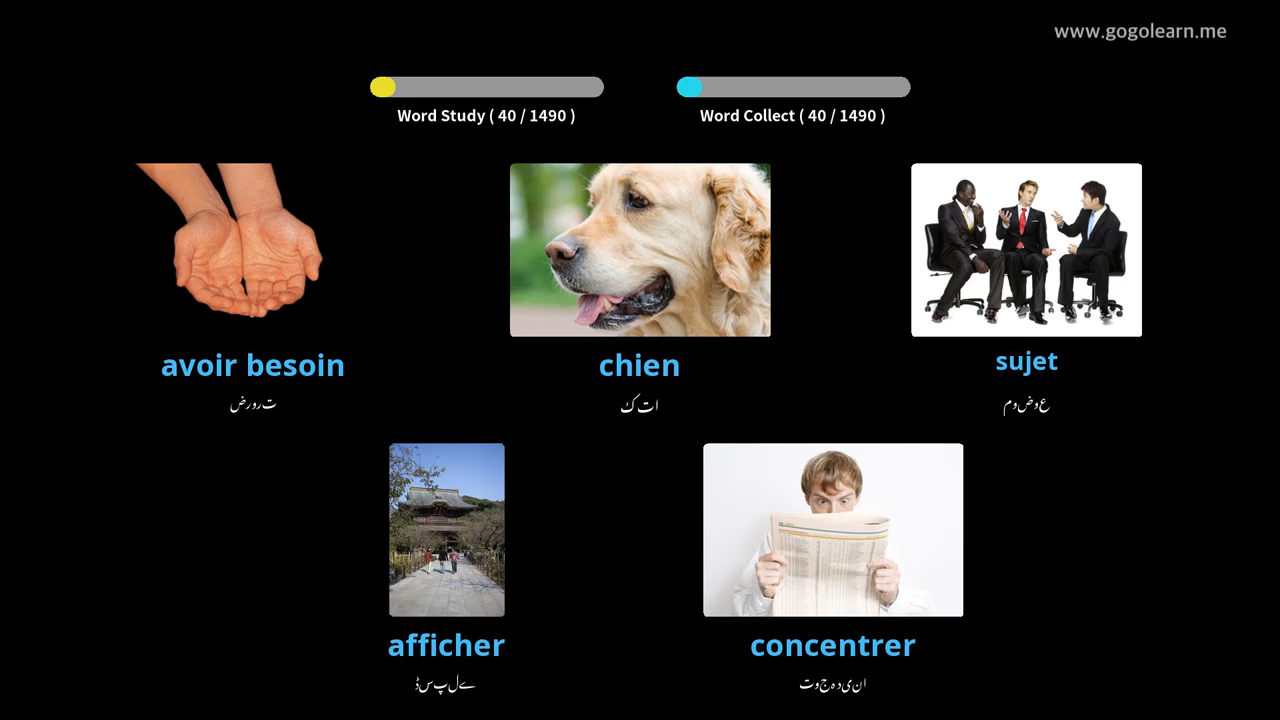 www.gogolearn.me
Word Study ( 40 / 1490 )
Word Collect ( 40 / 1490 )
avoir besoin
chien
sujet
ضرورت
کتا
موضوع
afficher
concentrer
ڈسپلے
توجہ دینا